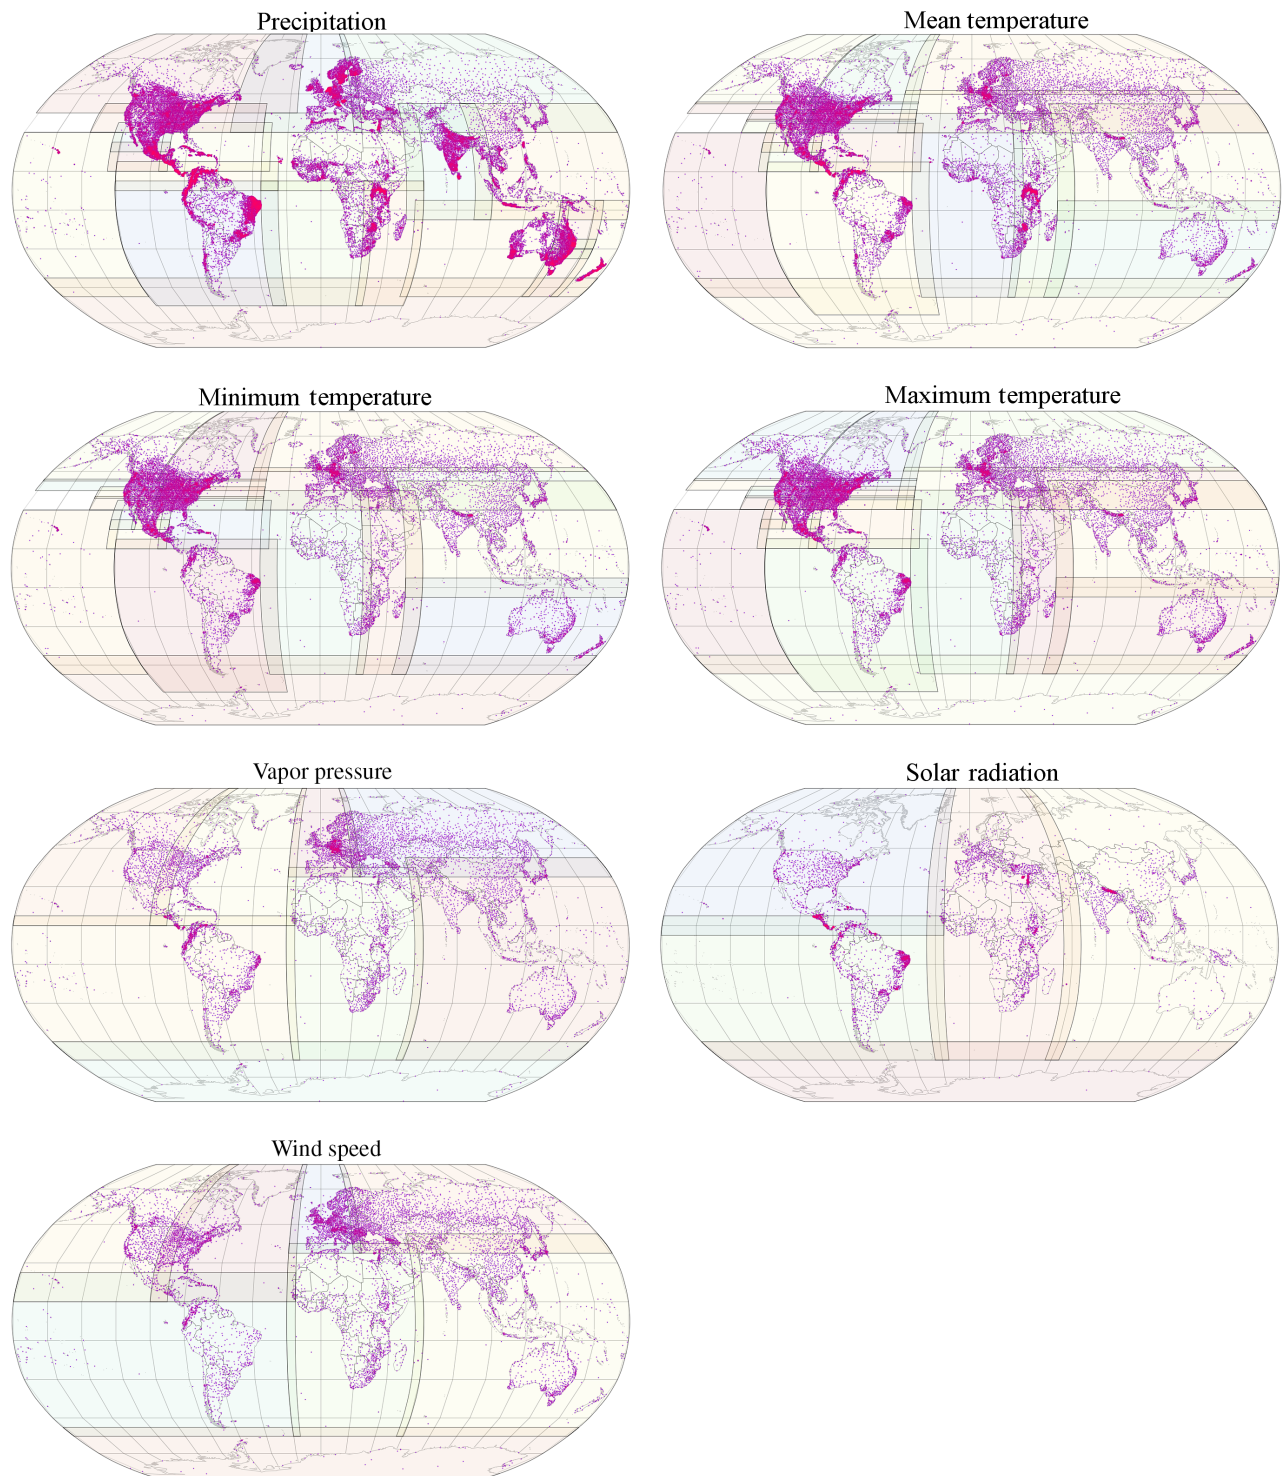 Precipitation
Mean temperature
Minimum temperature
Maximum temperature
Vapor pressure
Solar radiation
Wind speed